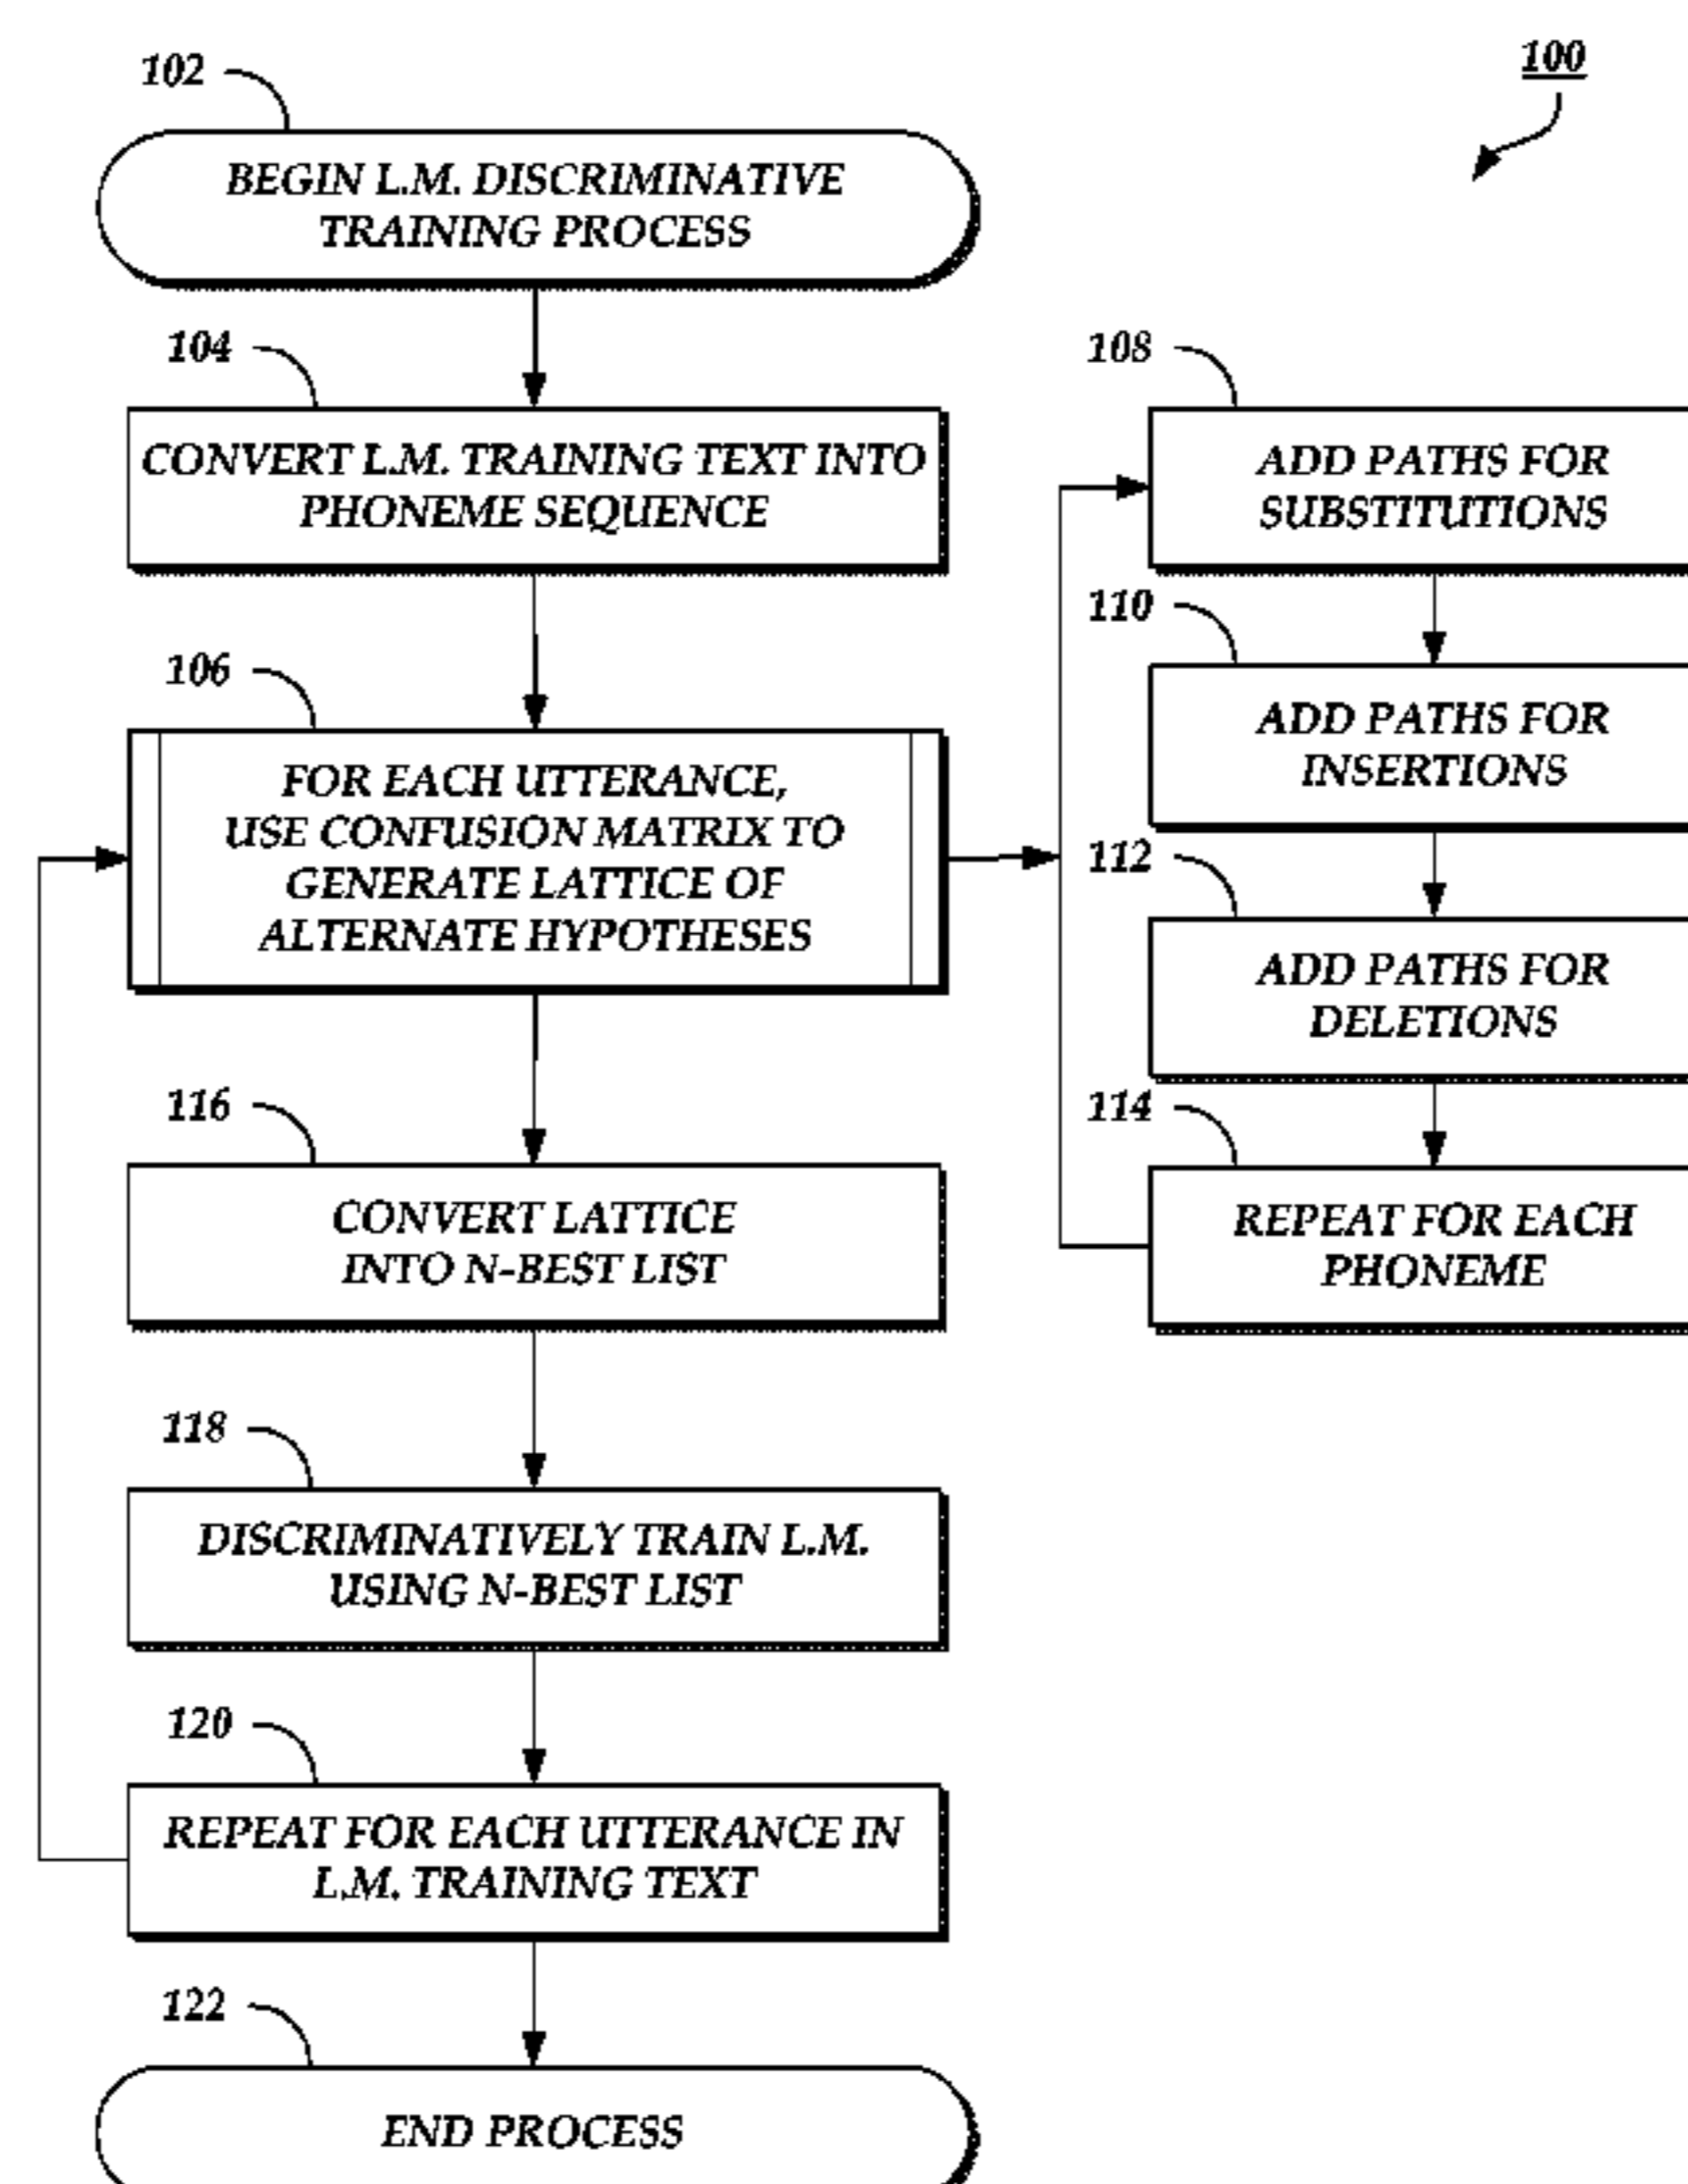 100
102
BEGIN L.M. DISCRIMINATIVE
TRAINING PROCESS
104
CONVERT L.M. TRAINING TEXT INTO
PHONEME SEQUENCE
106
FOR EACH UTTERANCE,
USE CONFUSION MATRIX TO
GENERATE LATTICE OF
ALTERNATE HYPOTHESES
108
ADD PATHS FOR
SUBSTITUTIONS
110
ADD PATHS FOR
INSERTIONS
112
ADD PATHS FOR
DELETIONS
114
REPEAT FOR EACH
PHONEME
116
CONVERT LATTICE
INTO N-BEST LIST
118
DISCRIMINATIVELY TRAIN L.M.
USING N-BEST LIST
120
REPEAT FOR EACH UTTERANCE IN
L.M. TRAINING TEXT
122
END PROCESS